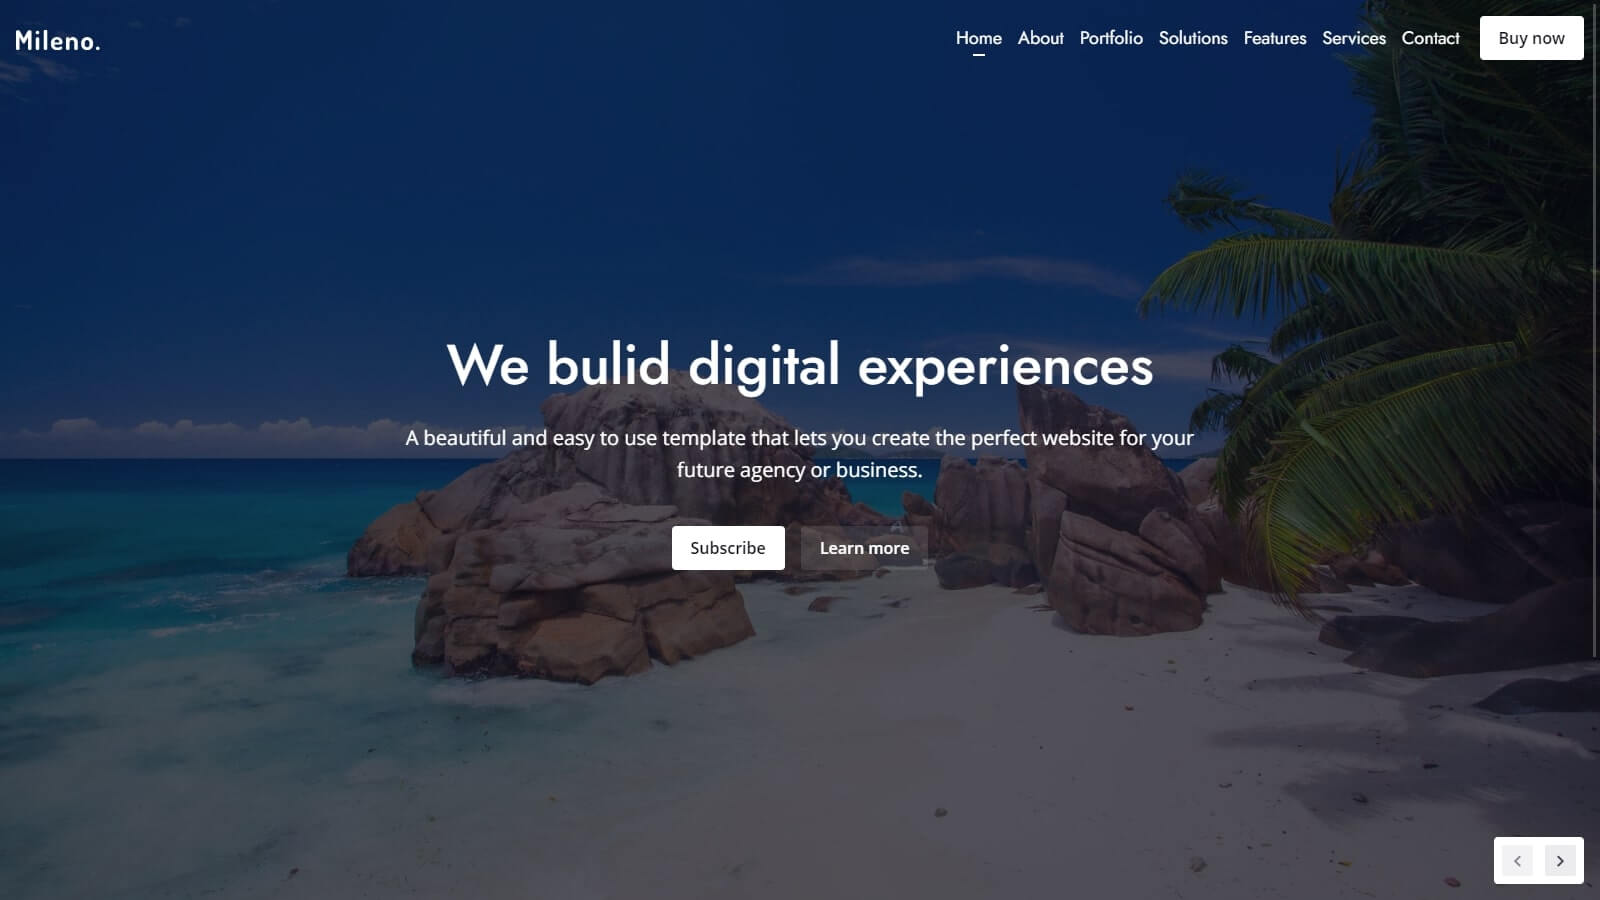 Mileno.
Home About Portfolio Solutions Features Services Contact Buy now
We bulid digital experiences
A beautiful and easy to use template that lets you create the perfect website for your
future agency or business.
Subscribe Learn more